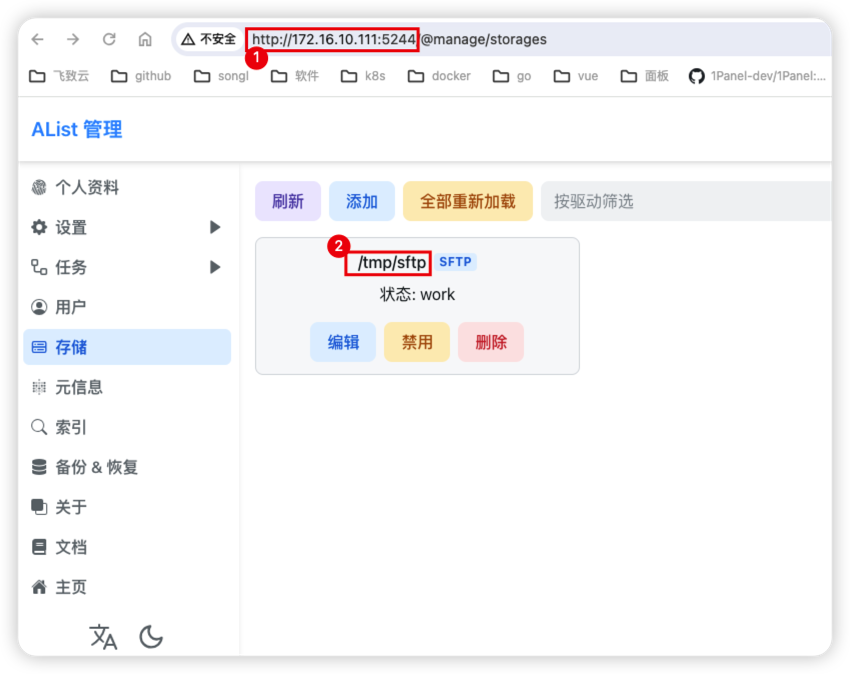 不安全 http://172.16.10.111:5244/@manage/storages
1
飞致云 github songl 软件 k8s docker go vue 面板 1Panel-dev/1Panel:...
AList 管理
个人资料
设置
任务
用户
存储
元信息
索引
备份 & 恢复
关于
文档
主页
刷新 添加 全部重新加载 按驱动筛选
2
/tmp/sftp SFTP
状态: work
编辑 禁用 删除